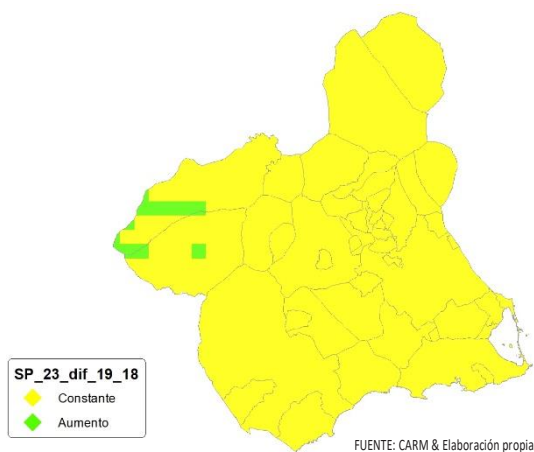 SP_23_dif_19_18
Constante
Aumento
FUENTE: CARM & Elaboración propia